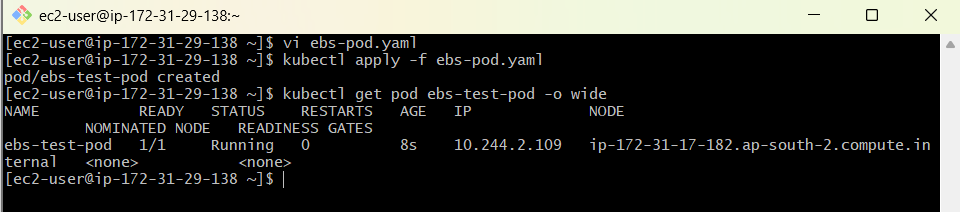 ec2-user@ip-172-31-29-138:~
[ec2-user@ip-172-31-29-138 ~]$ vi ebs-pod.yaml
[ec2-user@ip-172-31-29-138 ~]$ kubectl apply -f ebs-pod.yaml
pod/ebs-test-pod created
[ec2-user@ip-172-31-29-138 ~]$ kubectl get pod ebs-test-pod -o wide
NAME           READY   STATUS    RESTARTS   AGE   IP             NODE
         NOMINATED NODE   READINESS GATES
ebs-test-pod   1/1     Running   0          8s    10.244.2.109   ip-172-31-17-182.ap-south-2.compute.in
ternal   <none>           <none>
[ec2-user@ip-172-31-29-138 ~]$